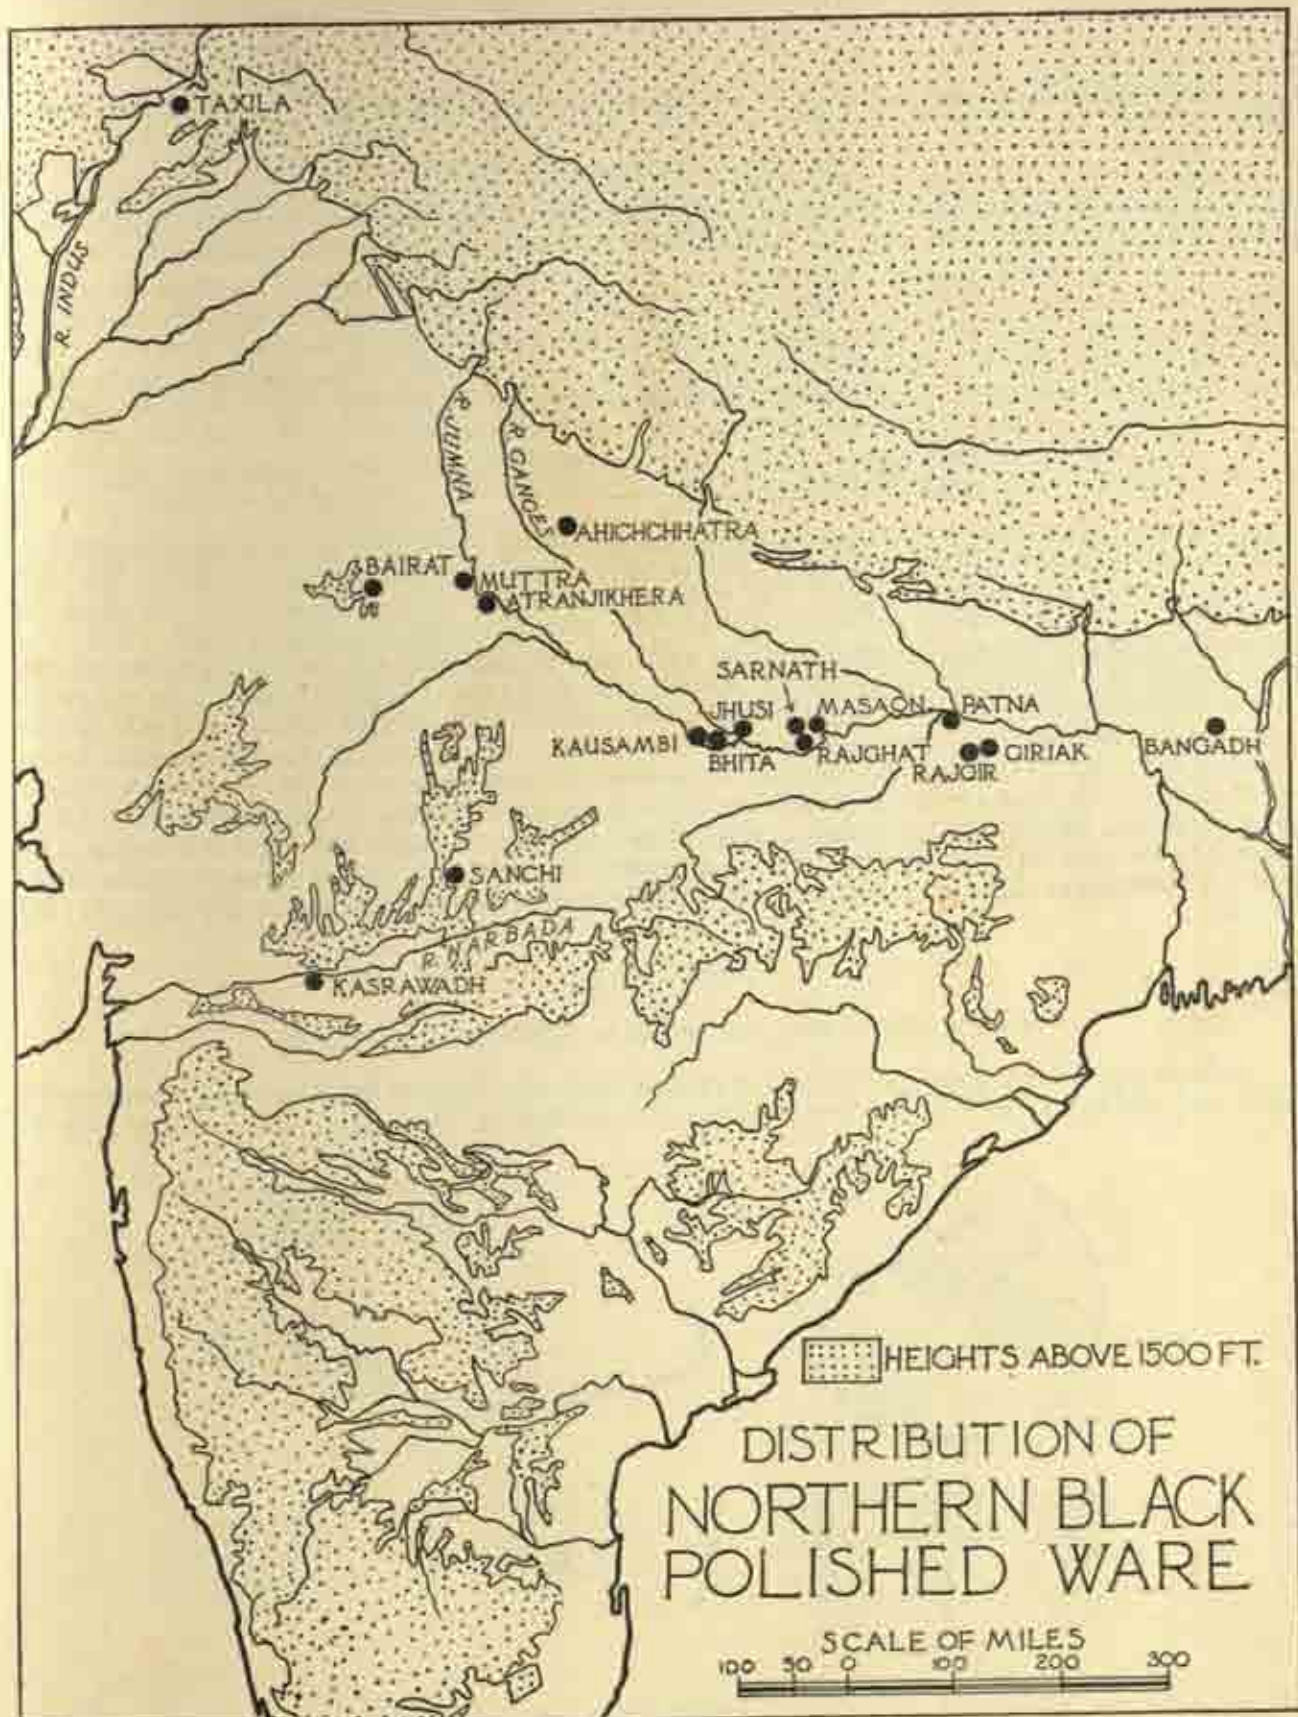 TAXILA
R. INDUS
R. JUMNA
R. GANGES
AHICHCHHATRA
BAIRAT
MUTTRA
ATRANJIKHERA
SARNATH
JHUSI
MASAON
PATNA
KAUSAMBI
BHITA
RAJGHAT
RAJGIR
GIRIAK
BANGADH
SANCHI
R. NARBADA
KASRAWADH
HEIGHTS ABOVE 1500 FT.
DISTRIBUTION OF
NORTHERN BLACK
POLISHED WARE
SCALE OF MILES
100 50 0 100 200 300